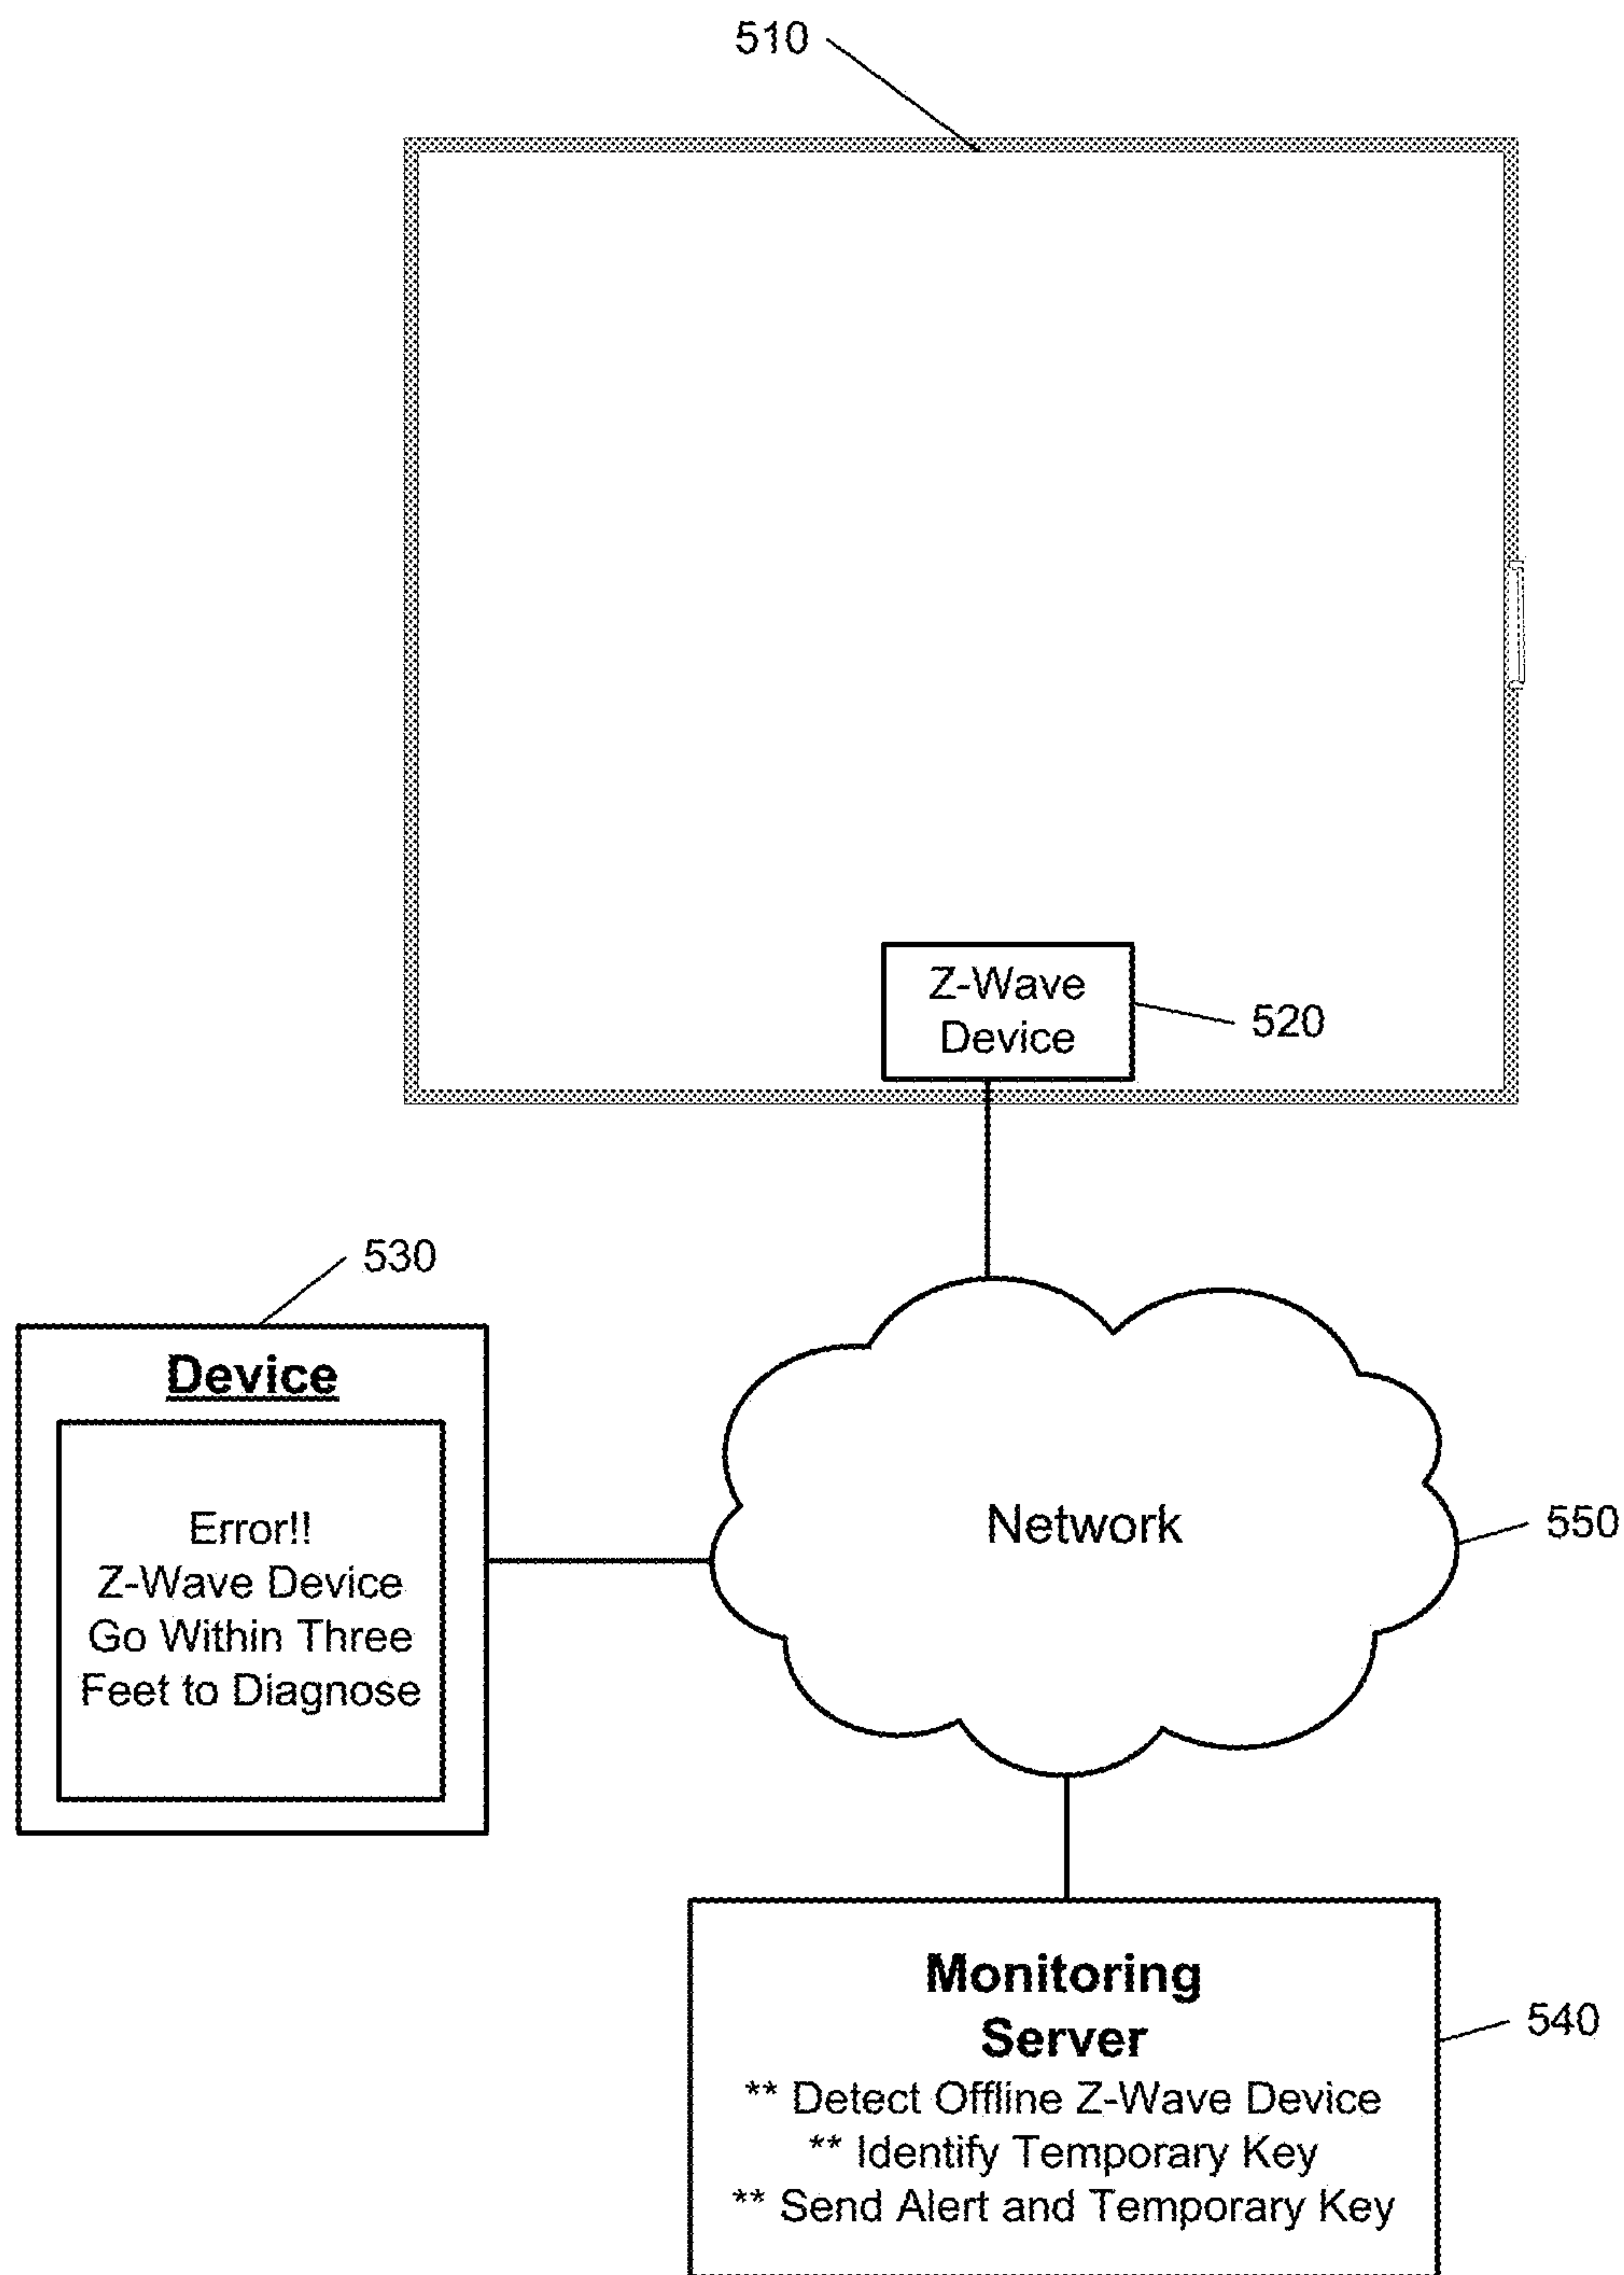 510
Z-Wave
Device
520
530
Device
Error!!
Z-Wave Device
Go Within Three
Feet to Diagnose
Network
550
Monitoring
Server
540
** Detect Offline Z-Wave Device
** Identify Temporary Key
** Send Alert and Temporary Key